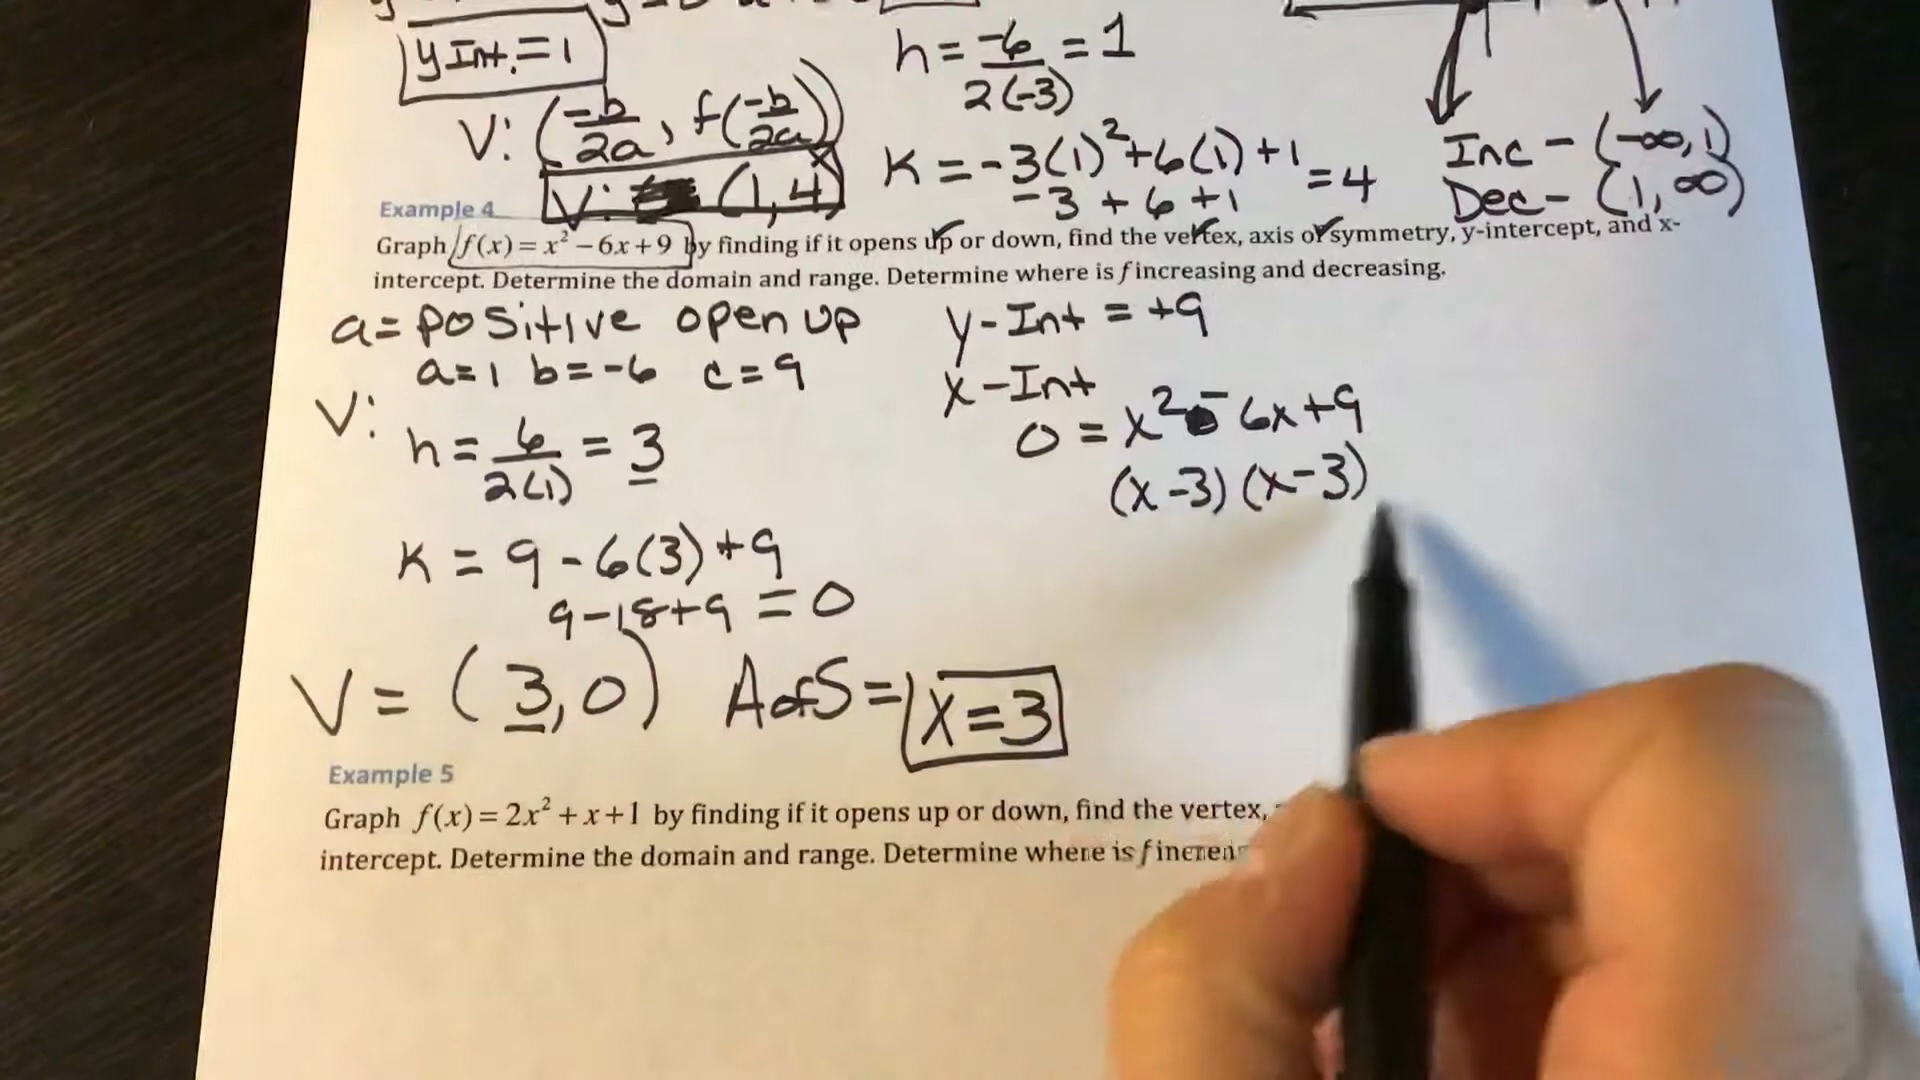 y Int. = 1
h = -6/2(-3) = 1
V: (-b/2a, f(-b/2a))
V: (1,4)
K = -3(1)²+6(1)+1
-3+6+1 = 4
Inc - (-∞,1)
Dec - (1,∞)
Example 4
Graph f(x) = x² − 6x + 9 by finding if it opens up or down, find the vertex, axis of symmetry, y-intercept, and x-
intercept. Determine the domain and range. Determine where is f increasing and decreasing.
a= positive open up
a=1 b=-6 c=9
V:
h = 6/2(1) = 3
K = 9-6(3)+9
9-18+9 = 0
V = (3,0) AofS = x=3
y-Int = +9
x-Int
0 = x² - 6x+9
(x-3)(x-3)
Example 5
Graph f(x) = 2x² + x + 1 by finding if it opens up or down, find the vertex,
intercept. Determine the domain and range. Determine where is f